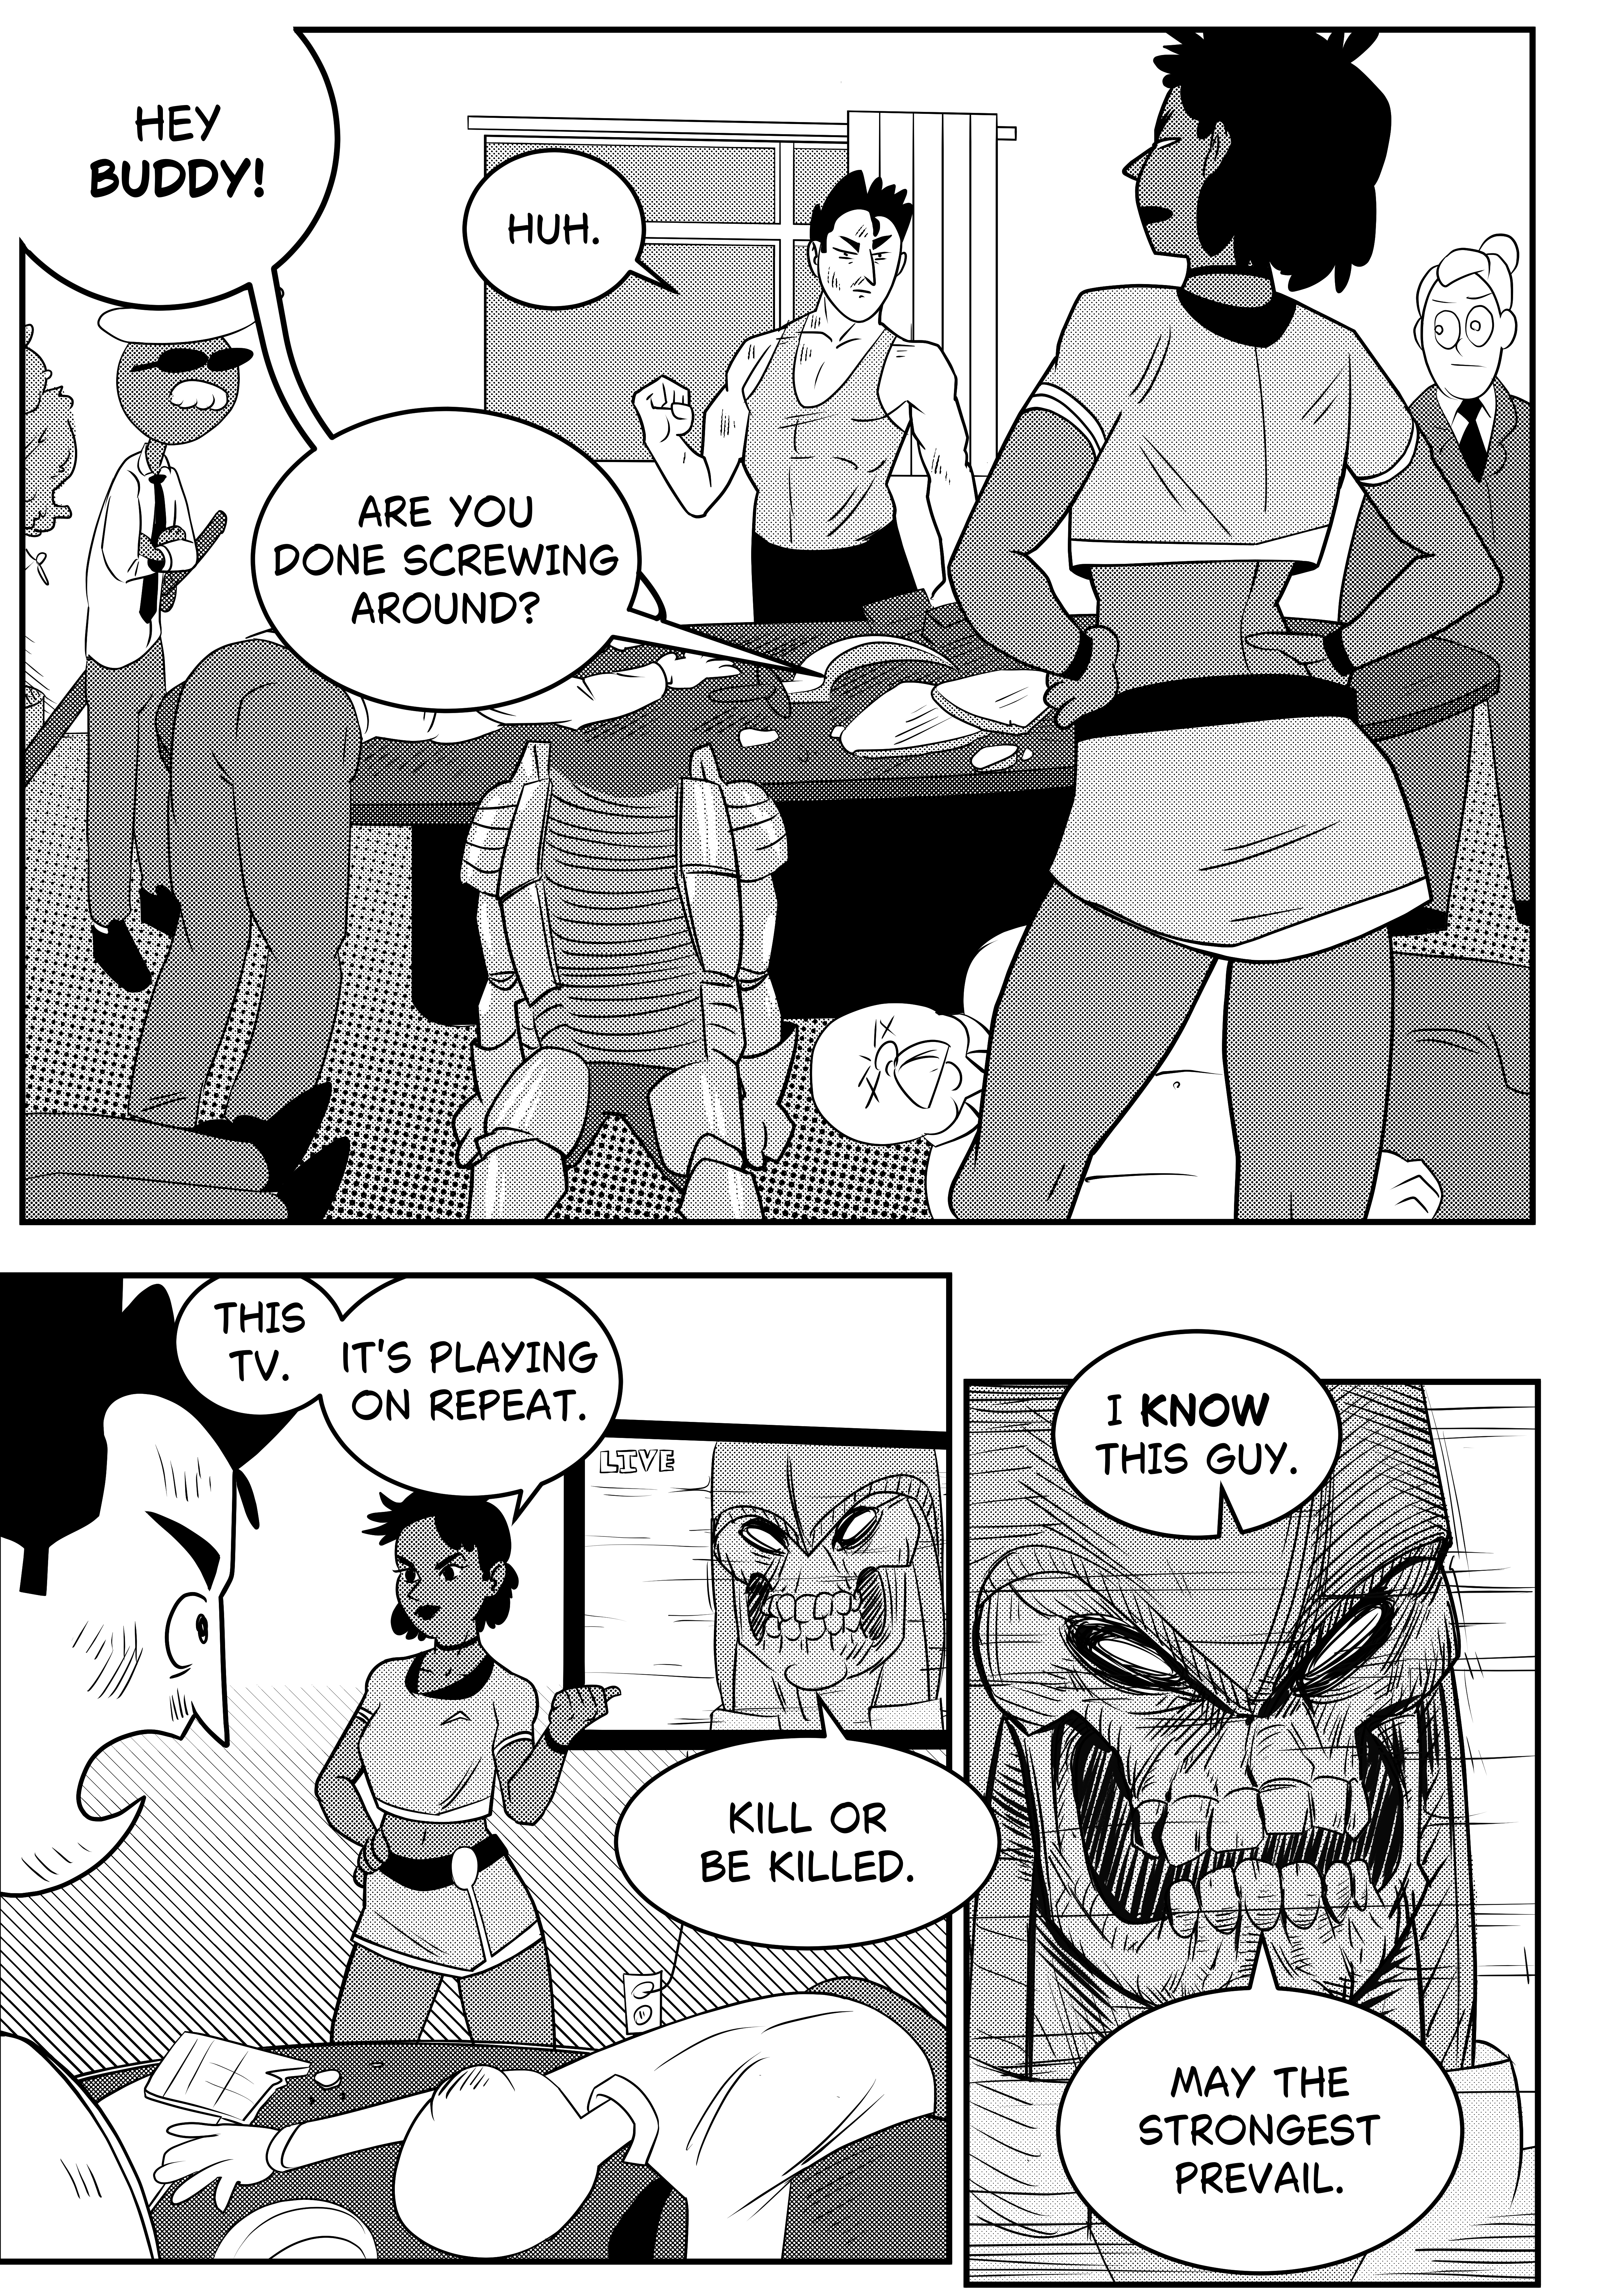 HEY
BUDDY!
HUH.
ARE YOU
DONE SCREWING
AROUND?
THIS
TV.
IT'S PLAYING
ON REPEAT.
LIVE
KILL OR
BE KILLED.
I KNOW
THIS GUY.
MAY THE
STRONGEST
PREVAIL.